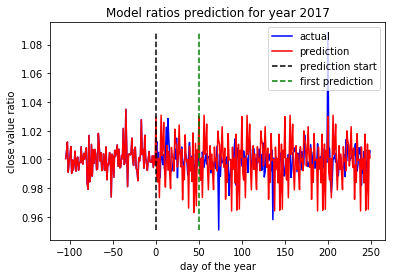 Model ratios prediction for year 2017
actual
prediction
prediction start
first prediction
close value ratio
1.08
1.06
1.04
1.02
1.00
0.98
0.96
−100
−50
0
50
100
150
200
250
day of the year